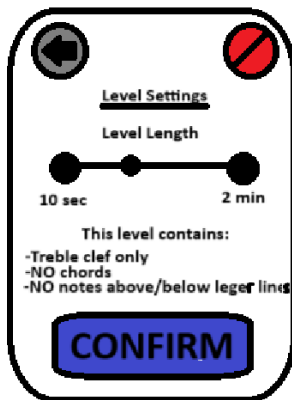 Level Settings
Level Length
10 sec 2 min
This level contains:
-Treble clef only
-NO chords
-NO notes above/below leger lines
CONFIRM